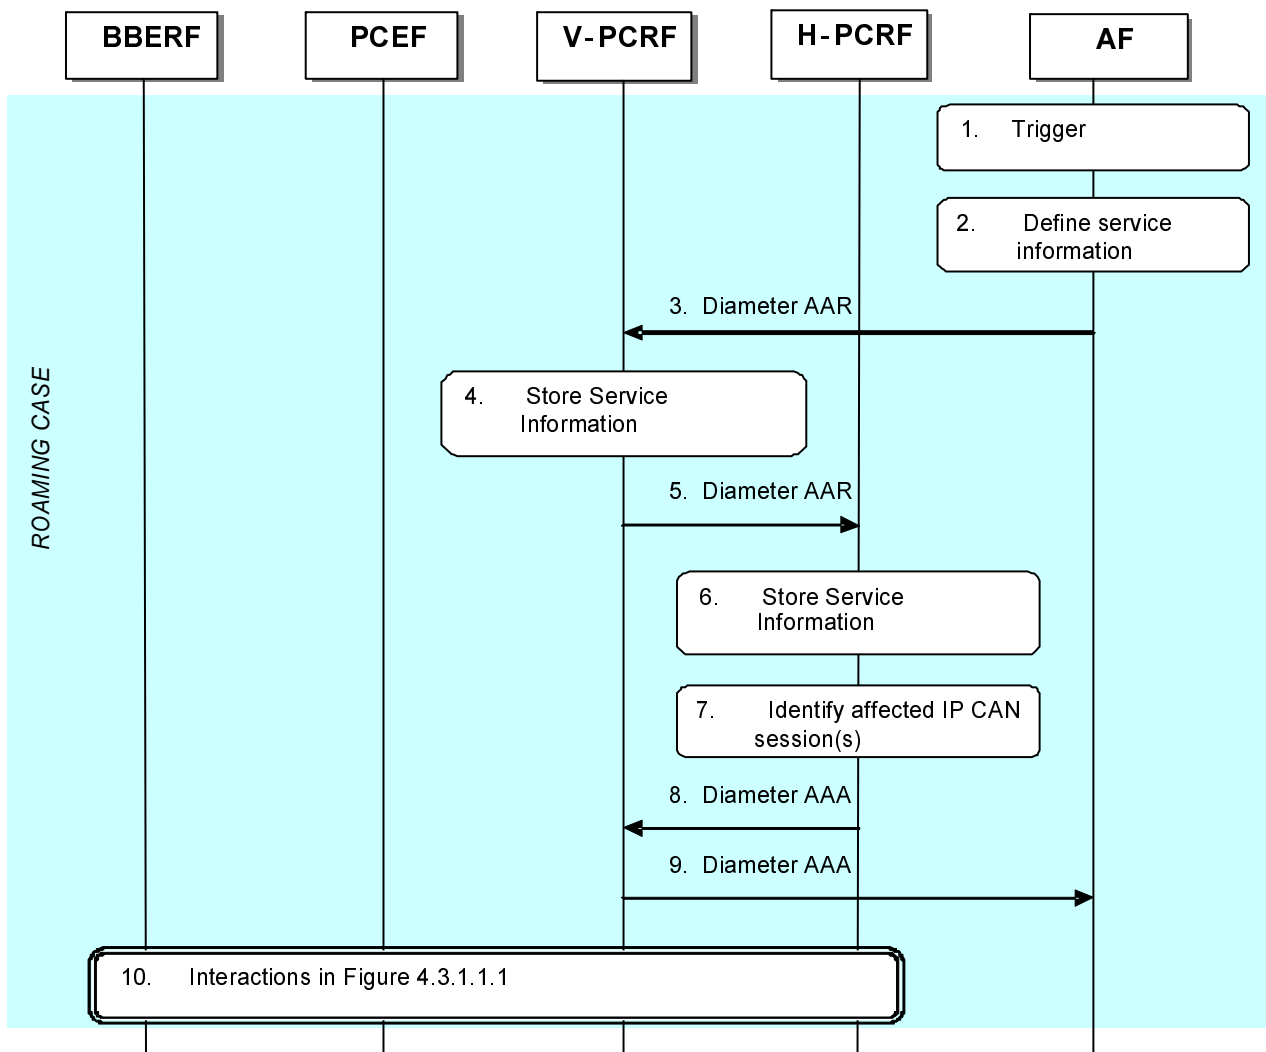 BBERF
PCEF
V-PCRF
H-PCRF
AF
1. Trigger
2. Define service
information
3. Diameter AAR
ROAMING CASE
4. Store Service
Information
5. Diameter AAR
6. Store Service
Information
7. Identify affected IP CAN
session(s)
8. Diameter AAA
9. Diameter AAA
10. Interactions in Figure 4.3.1.1.1